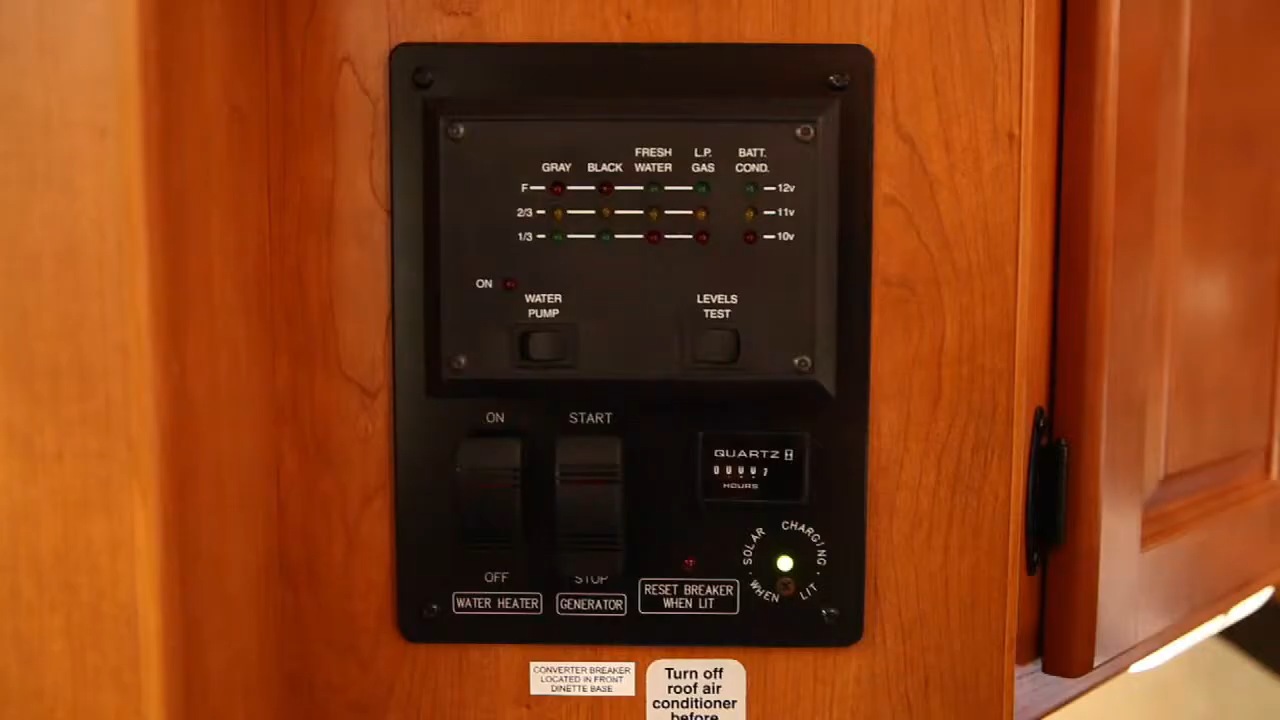 FRESH L.P. BATT.
GRAY BLACK WATER GAS COND.
F 12v
2/3 11v
1/3 10v
ON
WATER LEVELS
PUMP TEST
ON START
QUARTZ
HOURS
SOLAR CHARGING
WHEN LIT
OFF STOP
RESET BREAKER
WHEN LIT
WATER HEATER GENERATOR
CONVERTER BREAKER
LOCATED IN FRONT
DINETTE BASE
Turn off
roof air
conditioner
before